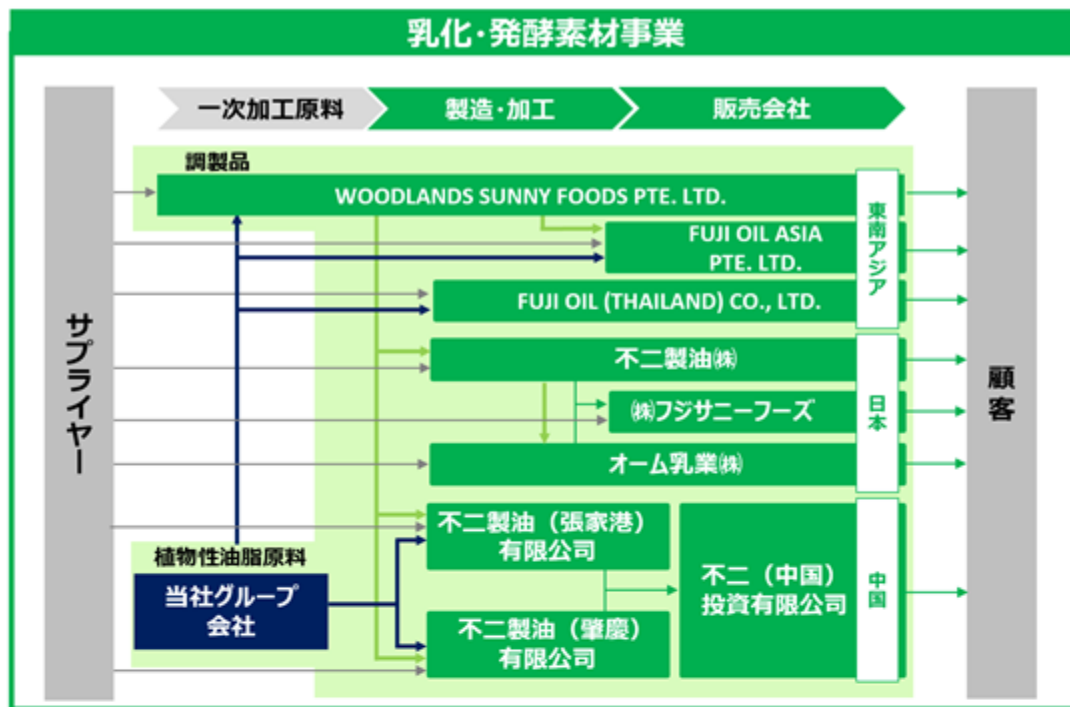 乳化・発酵素材事業
一次加工原料
製造・加工
販売会社
調製品
WOODLANDS SUNNY FOODS PTE. LTD.
FUJI OIL ASIA
PTE. LTD.
FUJI OIL (THAILAND) CO., LTD.
東南アジア
サプライヤー
不二製油㈱
㈱フジサニーフーズ
オーム乳業㈱
日本
顧客
不二製油（張家港）
有限公司
植物性油脂原料
当社グループ
会社
不二製油（肇慶）
有限公司
不二（中国）
投資有限公司
中国